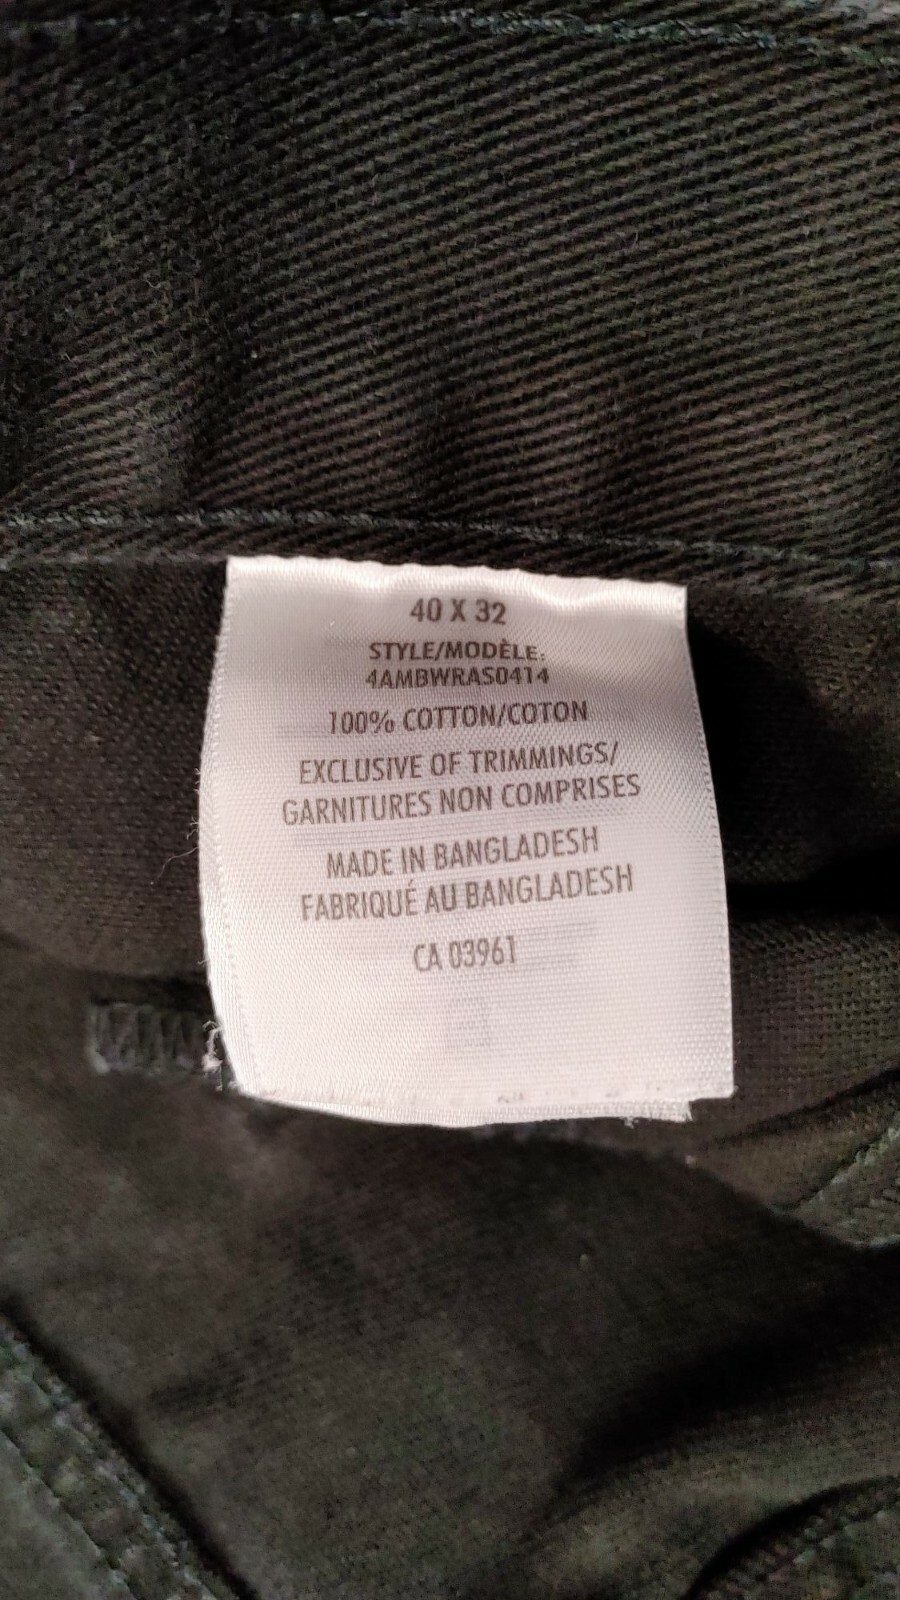 40 X 32
STYLE/MODÈLE:
4AMBWRAS0414
100% COTTON/COTON
EXCLUSIVE OF TRIMMINGS/
GARNITURES NON COMPRISES
MADE IN BANGLADESH
FABRIQUÉ AU BANGLADESH
CA 03961